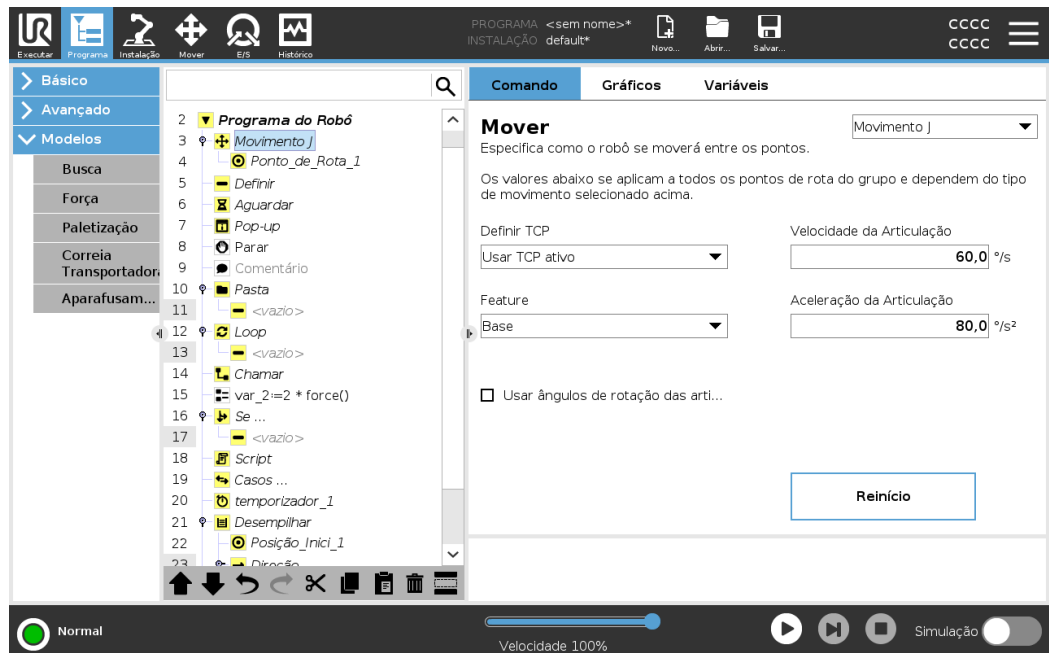 PROGRAMA <sem nome>*
INSTALAÇÃO default*
Executar Programa Instalação Mover E/S Histórico Novo... Abrir... Salvar...
CCCC
CCCC
Básico
Avançado
Modelos
Busca
Força
Paletização
Correia
Transportadora
Aparafusam...
2 Programa do Robô
3 Movimento J
4 Ponto_de_Rota_1
5 Definir
6 Aguardar
7 Pop-up
8 Parar
9 Comentário
10 Pasta
11 <vazio>
12 Loop
13 <vazio>
14 Chamar
15 var_2:=2 * force()
16 Se ...
17 <vazio>
18 Script
19 Casos ...
20 temporizador_1
21 Desempilhar
22 Posição_Inici_1
23 Direção
Comando Gráficos Variáveis
Mover
Movimento J
Especifica como o robô se moverá entre os pontos.
Os valores abaixo se aplicam a todos os pontos de rota do grupo e dependem do tipo
de movimento selecionado acima.
Definir TCP
Velocidade da Articulação
Usar TCP ativo
60,0 °/s
Feature
Aceleração da Articulação
Base
80,0 °/s²
Usar ângulos de rotação das arti...
Reinício
Normal
Velocidade 100%
Simulação